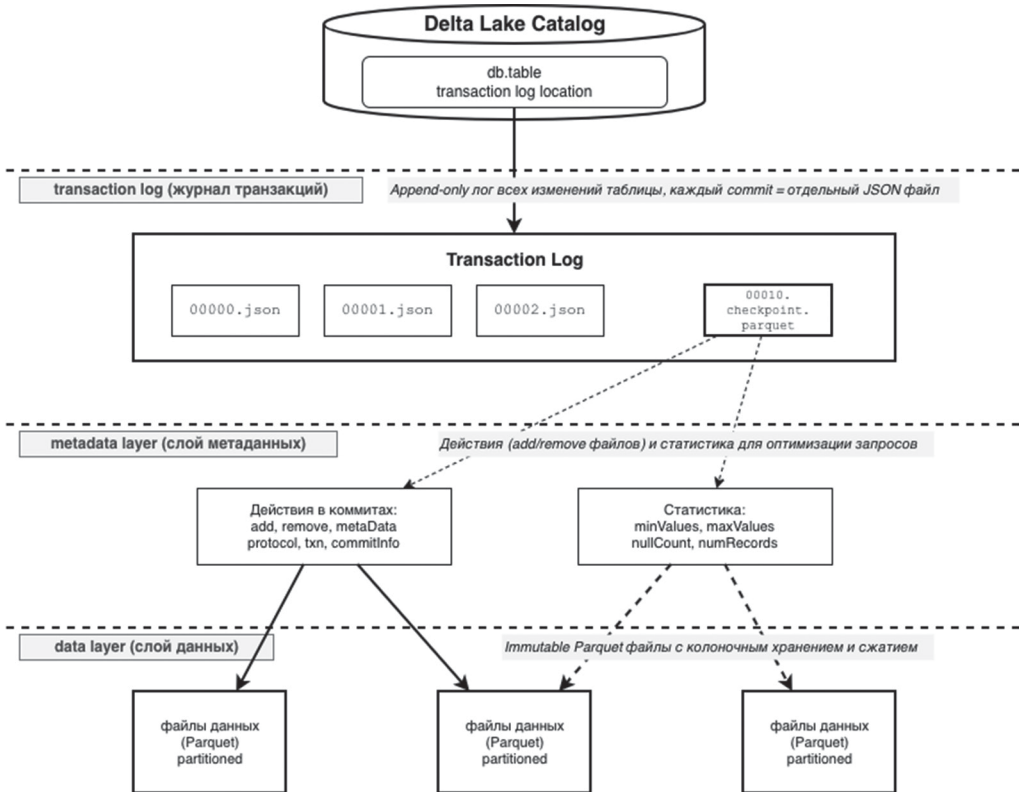 Delta Lake Catalog
db.table
transaction log location
transaction log (журнал транзакций)
Append-only лог всех изменений таблицы, каждый commit = отдельный JSON файл
Transaction Log
00000.json
00001.json
00002.json
00010.
checkpoint.
parquet
metadata layer (слой метаданных)
Действия (add/remove файлов) и статистика для оптимизации запросов
Действия в коммитах:
add, remove, metaData
protocol, txn, commitInfo
Статистика:
minValues, maxValues
nullCount, numRecords
data layer (слой данных)
Immutable Parquet файлы с колоночным хранением и сжатием
файлы данных
(Parquet)
partitioned
файлы данных
(Parquet)
partitioned
файлы данных
(Parquet)
partitioned